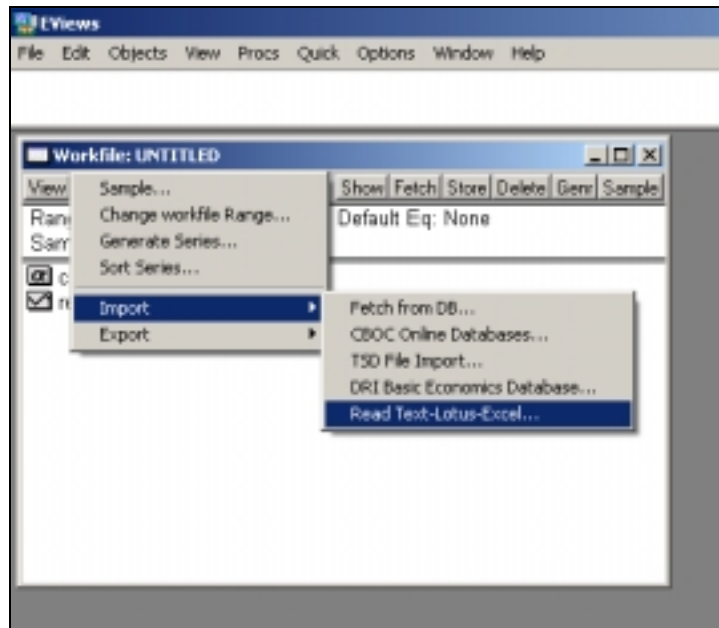 EViews
File Edit Objects View Procs Quick Options Window Help
Workfile: UNTITLED
View Show Fetch Store Delete Genr Sample
Default Eq: None
Sample...
Change workfile Range...
Generate Series...
Sort Series...
Import
Export
Fetch from DB...
CBOC Online Databases...
TSD File Import...
DRI Basic Economics Database...
Read Text-Lotus-Excel...